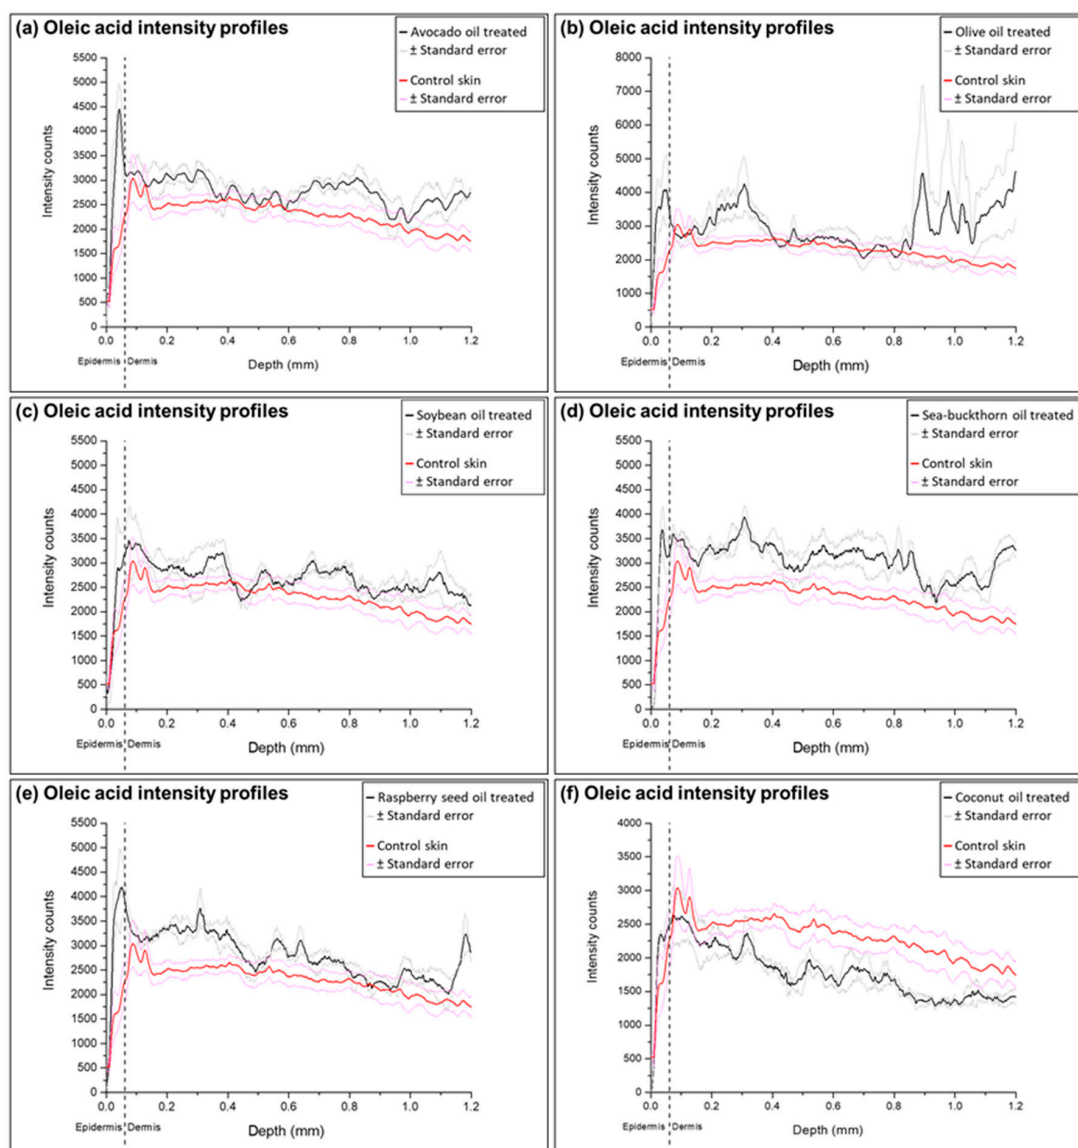 (a) Oleic acid intensity profiles
Avocado oil treated
± Standard error
Control skin
± Standard error
5500
5000
4500
4000
3500
3000
2500
2000
1500
1000
500
0
Intensity counts
0.0 0.2 0.4 0.6 0.8 1.0 1.2
Epidermis Dermis
Depth (mm)
(b) Oleic acid intensity profiles
Olive oil treated
± Standard error
Control skin
± Standard error
8000
7000
6000
5000
4000
3000
2000
1000
0
Intensity counts
0.0 0.2 0.4 0.6 0.8 1.0 1.2
Epidermis Dermis
Depth (mm)
(c) Oleic acid intensity profiles
Soybean oil treated
± Standard error
Control skin
± Standard error
5500
5000
4500
4000
3500
3000
2500
2000
1500
1000
500
0
Intensity counts
0.0 0.2 0.4 0.6 0.8 1.0 1.2
Epidermis Dermis
Depth (mm)
(d) Oleic acid intensity profiles
Sea-buckthorn oil treated
± Standard error
Control skin
± Standard error
5500
5000
4500
4000
3500
3000
2500
2000
1500
1000
500
0
Intensity counts
0.0 0.2 0.4 0.6 0.8 1.0 1.2
Epidermis Dermis
Depth (mm)
(e) Oleic acid intensity profiles
Raspberry seed oil treated
± Standard error
Control skin
± Standard error
5500
5000
4500
4000
3500
3000
2500
2000
1500
1000
500
0
Intensity counts
0.0 0.2 0.4 0.6 0.8 1.0 1.2
Epidermis Dermis
Depth (mm)
(f) Oleic acid intensity profiles
Coconut oil treated
± Standard error
Control skin
± Standard error
4000
3500
3000
2500
2000
1500
1000
500
0
Intensity counts
0.0 0.2 0.4 0.6 0.8 1.0 1.2
Epidermis Dermis
Depth (mm)